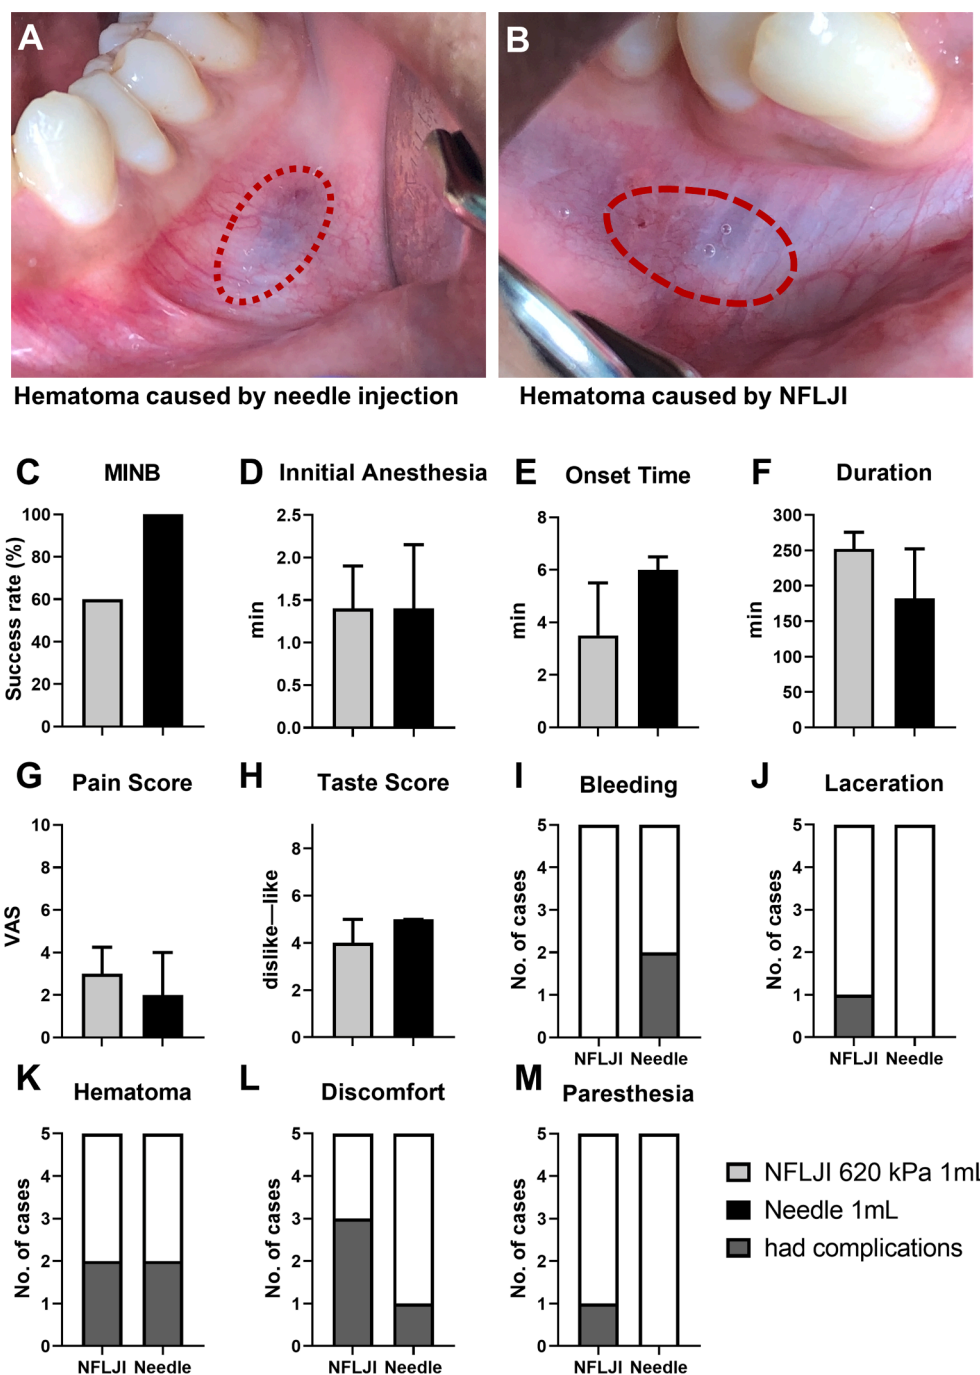 A
B
Hematoma caused by needle injection
Hematoma caused by NFLJI
C MINB
Success rate (%)
100
80
60
40
20
0
D Innitial Anesthesia
min
2.5
2.0
1.5
1.0
0.5
0.0
E Onset Time
min
8
6
4
2
0
F Duration
min
300
250
200
150
100
50
0
G Pain Score
VAS
10
8
6
4
2
0
H Taste Score
dislike—like
8
6
4
2
0
I Bleeding
No. of cases
5
4
3
2
1
0
NFLJI Needle
J Laceration
No. of cases
5
4
3
2
1
0
NFLJI Needle
K Hematoma
No. of cases
5
4
3
2
1
0
NFLJI Needle
L Discomfort
No. of cases
5
4
3
2
1
0
NFLJI Needle
M Paresthesia
No. of cases
5
4
3
2
1
0
NFLJI Needle
NFLJI 620 kPa 1mL
Needle 1mL
had complications